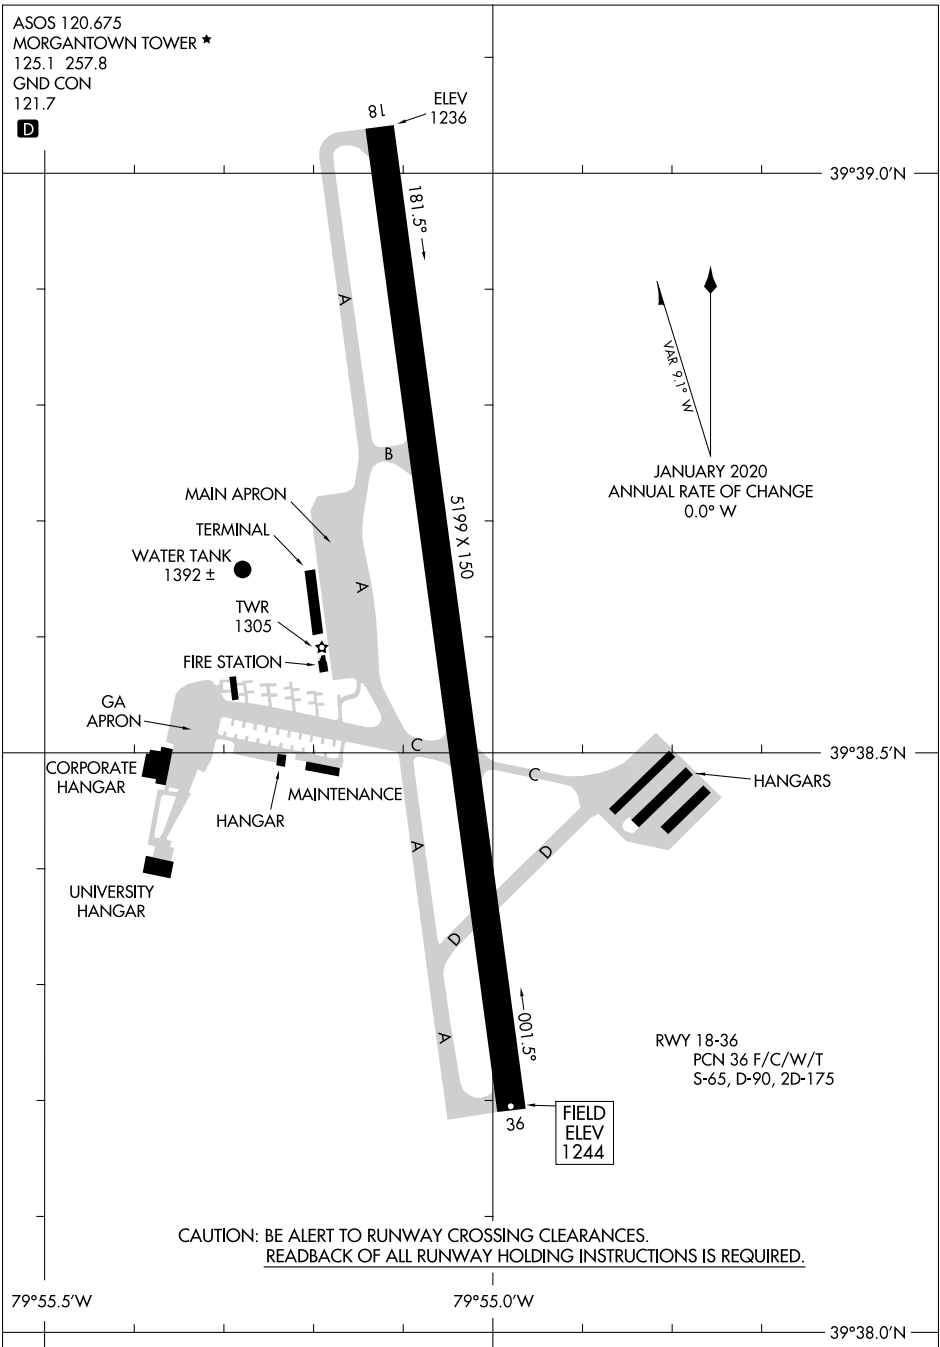 ASOS 120.675
MORGANTOWN TOWER ★
125.1 257.8
GND CON
121.7
D
18
ELEV
1236
39°39.0'N
181.5°
A
VAR 9.1° W
B
JANUARY 2020
ANNUAL RATE OF CHANGE
0.0° W
MAIN APRON
5199 X 150
TERMINAL
WATER TANK
1392 ±
A
TWR
1305
FIRE STATION
GA
APRON
C
39°38.5'N
CORPORATE
HANGAR
C
HANGARS
MAINTENANCE
HANGAR
A
D
UNIVERSITY
HANGAR
D
001.5°
A
RWY 18-36
PCN 36 F/C/W/T
S-65, D-90, 2D-175
36
FIELD
ELEV
1244
CAUTION: BE ALERT TO RUNWAY CROSSING CLEARANCES.
READBACK OF ALL RUNWAY HOLDING INSTRUCTIONS IS REQUIRED.
79°55.5'W
79°55.0'W
39°38.0'N